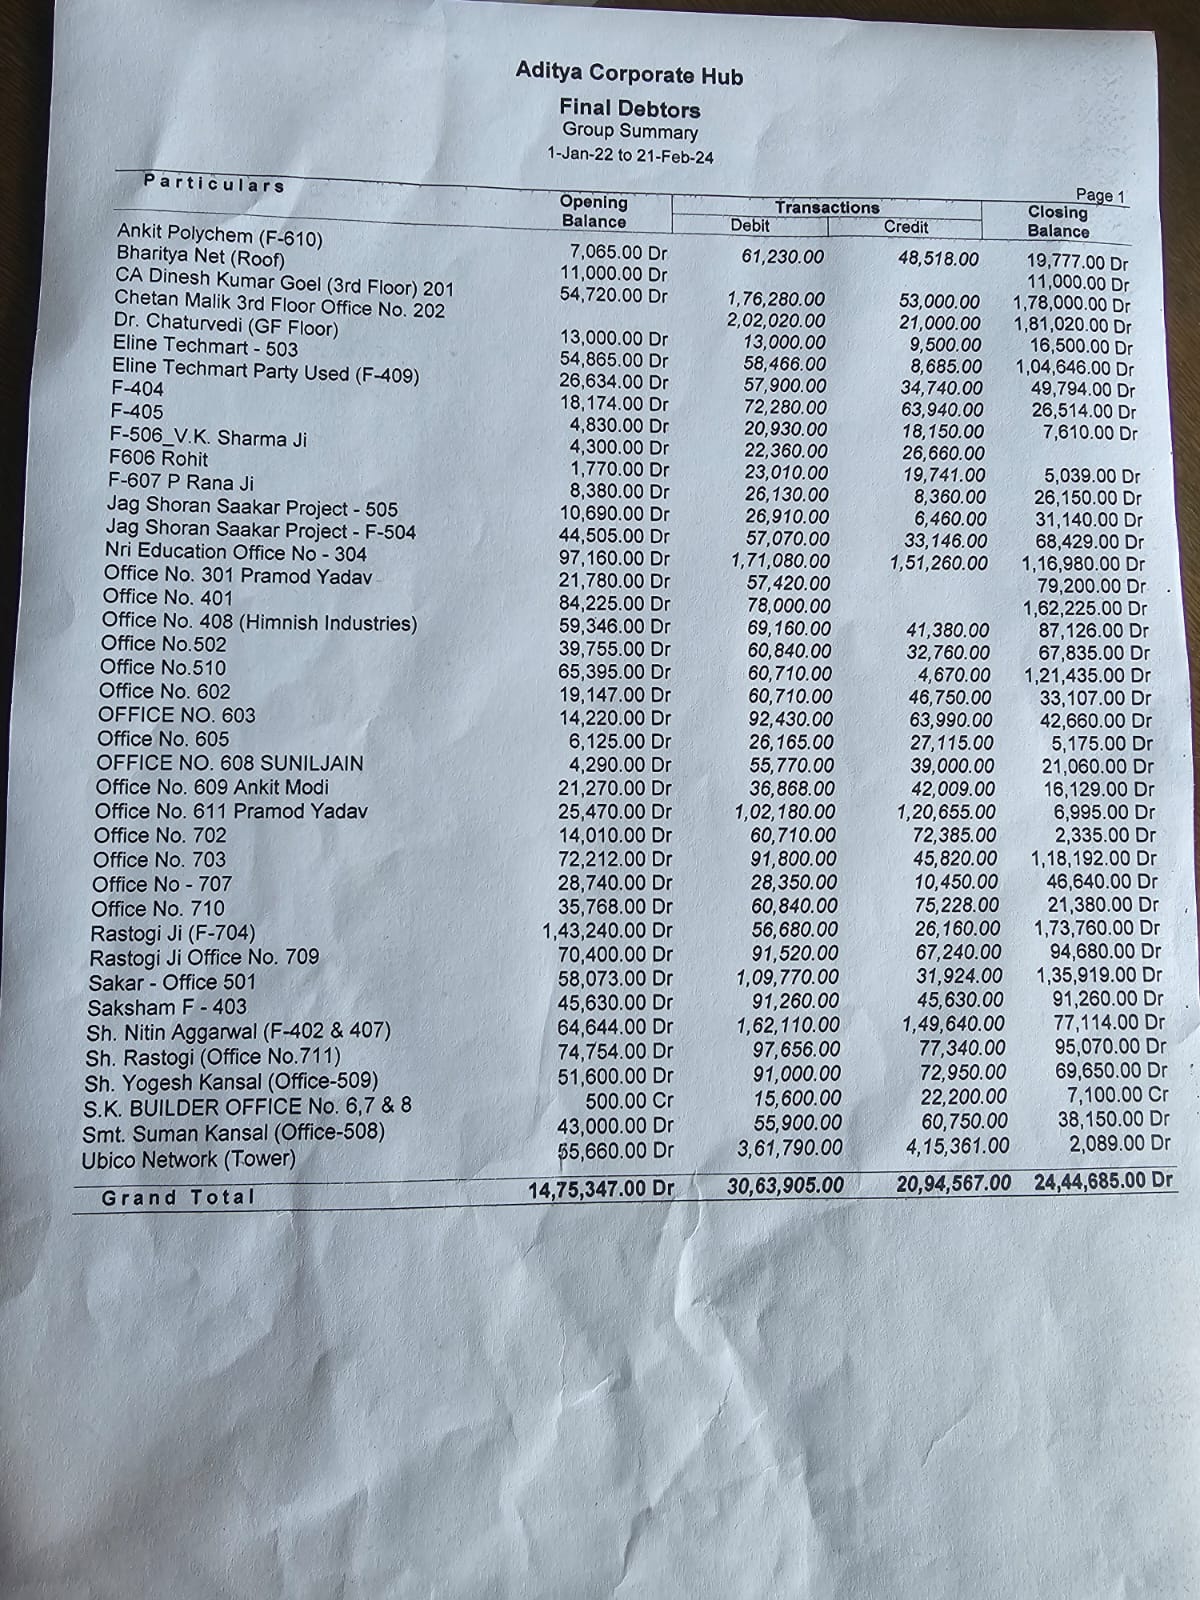 Aditya Corporate Hub
Final Debtors
Group Summary
1-Jan-22 to 21-Feb-24
Page 1
Particulars Opening Balance Transactions Closing Balance
Debit Credit
Ankit Polychem (F-610) 7,065.00 Dr 61,230.00 48,518.00 19,777.00 Dr
Bharitya Net (Roof) 11,000.00 Dr 11,000.00 Dr
CA Dinesh Kumar Goel (3rd Floor) 201 54,720.00 Dr 1,76,280.00 53,000.00 1,78,000.00 Dr
Chetan Malik 3rd Floor Office No. 202 2,02,020.00 21,000.00 1,81,020.00 Dr
Dr. Chaturvedi (GF Floor) 13,000.00 Dr 13,000.00 9,500.00 16,500.00 Dr
Eline Techmart - 503 54,865.00 Dr 58,466.00 8,685.00 1,04,646.00 Dr
Eline Techmart Party Used (F-409) 26,634.00 Dr 57,900.00 34,740.00 49,794.00 Dr
F-404 18,174.00 Dr 72,280.00 63,940.00 26,514.00 Dr
F-405 4,830.00 Dr 20,930.00 18,150.00 7,610.00 Dr
F-506_V.K. Sharma Ji 4,300.00 Dr 22,360.00 26,660.00
F606 Rohit 1,770.00 Dr 23,010.00 19,741.00 5,039.00 Dr
F-607 P Rana Ji 8,380.00 Dr 26,130.00 8,360.00 26,150.00 Dr
Jag Shoran Saakar Project - 505 10,690.00 Dr 26,910.00 6,460.00 31,140.00 Dr
Jag Shoran Saakar Project - F-504 44,505.00 Dr 57,070.00 33,146.00 68,429.00 Dr
Nri Education Office No - 304 97,160.00 Dr 1,71,080.00 1,51,260.00 1,16,980.00 Dr
Office No. 301 Pramod Yadav 21,780.00 Dr 57,420.00 79,200.00 Dr
Office No. 401 84,225.00 Dr 78,000.00 1,62,225.00 Dr
Office No. 408 (Himnish Industries) 59,346.00 Dr 69,160.00 41,380.00 87,126.00 Dr
Office No.502 39,755.00 Dr 60,840.00 32,760.00 67,835.00 Dr
Office No.510 65,395.00 Dr 60,710.00 4,670.00 1,21,435.00 Dr
Office No. 602 19,147.00 Dr 60,710.00 46,750.00 33,107.00 Dr
OFFICE NO. 603 14,220.00 Dr 92,430.00 63,990.00 42,660.00 Dr
Office No. 605 6,125.00 Dr 26,165.00 27,115.00 5,175.00 Dr
OFFICE NO. 608 SUNILJAIN 4,290.00 Dr 55,770.00 39,000.00 21,060.00 Dr
Office No. 609 Ankit Modi 21,270.00 Dr 36,868.00 42,009.00 16,129.00 Dr
Office No. 611 Pramod Yadav 25,470.00 Dr 1,02,180.00 1,20,655.00 6,995.00 Dr
Office No. 702 14,010.00 Dr 60,710.00 72,385.00 2,335.00 Dr
Office No. 703 72,212.00 Dr 91,800.00 45,820.00 1,18,192.00 Dr
Office No - 707 28,740.00 Dr 28,350.00 10,450.00 46,640.00 Dr
Office No. 710 35,768.00 Dr 60,840.00 75,228.00 21,380.00 Dr
Rastogi Ji (F-704) 1,43,240.00 Dr 56,680.00 26,160.00 1,73,760.00 Dr
Rastogi Ji Office No. 709 70,400.00 Dr 91,520.00 67,240.00 94,680.00 Dr
Sakar - Office 501 58,073.00 Dr 1,09,770.00 31,924.00 1,35,919.00 Dr
Saksham F - 403 45,630.00 Dr 91,260.00 45,630.00 91,260.00 Dr
Sh. Nitin Aggarwal (F-402 & 407) 64,644.00 Dr 1,62,110.00 1,49,640.00 77,114.00 Dr
Sh. Rastogi (Office No.711) 74,754.00 Dr 97,656.00 77,340.00 95,070.00 Dr
Sh. Yogesh Kansal (Office-509) 51,600.00 Dr 91,000.00 72,950.00 69,650.00 Dr
S.K. BUILDER OFFICE No. 6,7 & 8 500.00 Cr 15,600.00 22,200.00 7,100.00 Cr
Smt. Suman Kansal (Office-508) 43,000.00 Dr 55,900.00 60,750.00 38,150.00 Dr
Ubico Network (Tower) 55,660.00 Dr 3,61,790.00 4,15,361.00 2,089.00 Dr
Grand Total 14,75,347.00 Dr 30,63,905.00 20,94,567.00 24,44,685.00 Dr